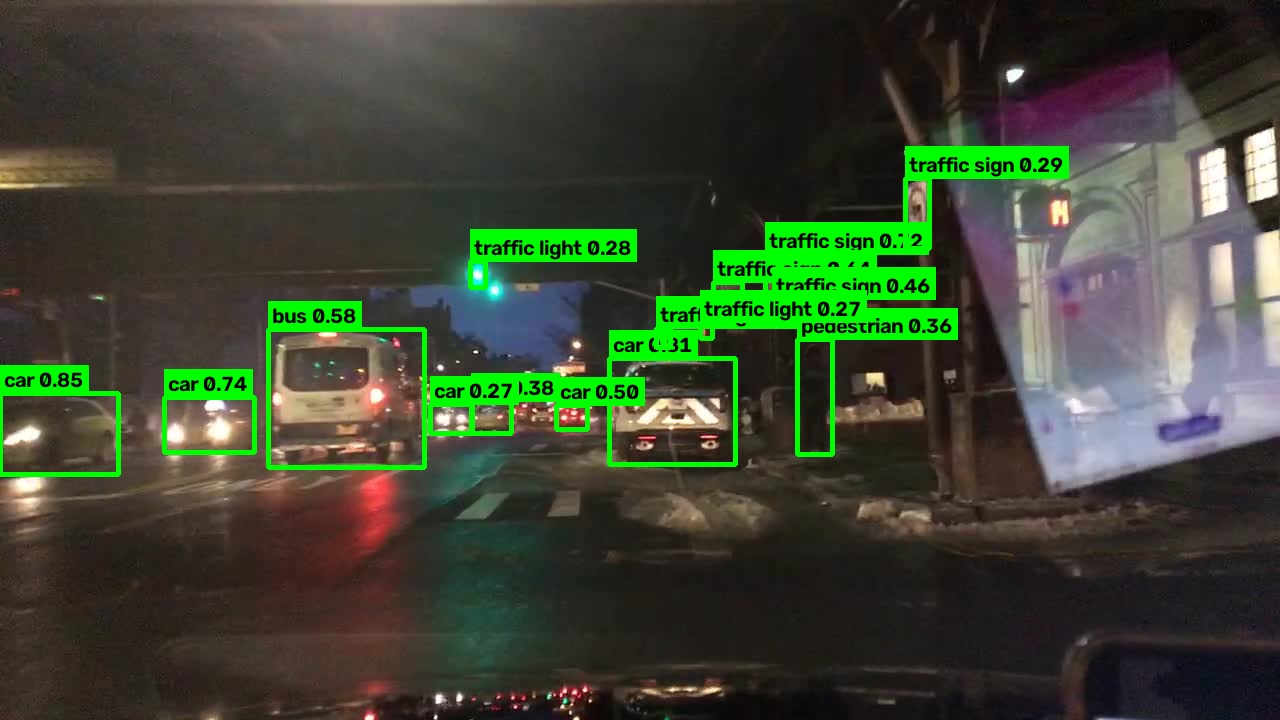 traffic sign 0.29
traffic sign 0.72
traffic light 0.28
traffic sign 0.64
traffic sign 0.46
traffic light 0.27
bus 0.58
pedestrian 0.36
car 0.81
car 0.85
car 0.74
car 0.27
0.38
car 0.50